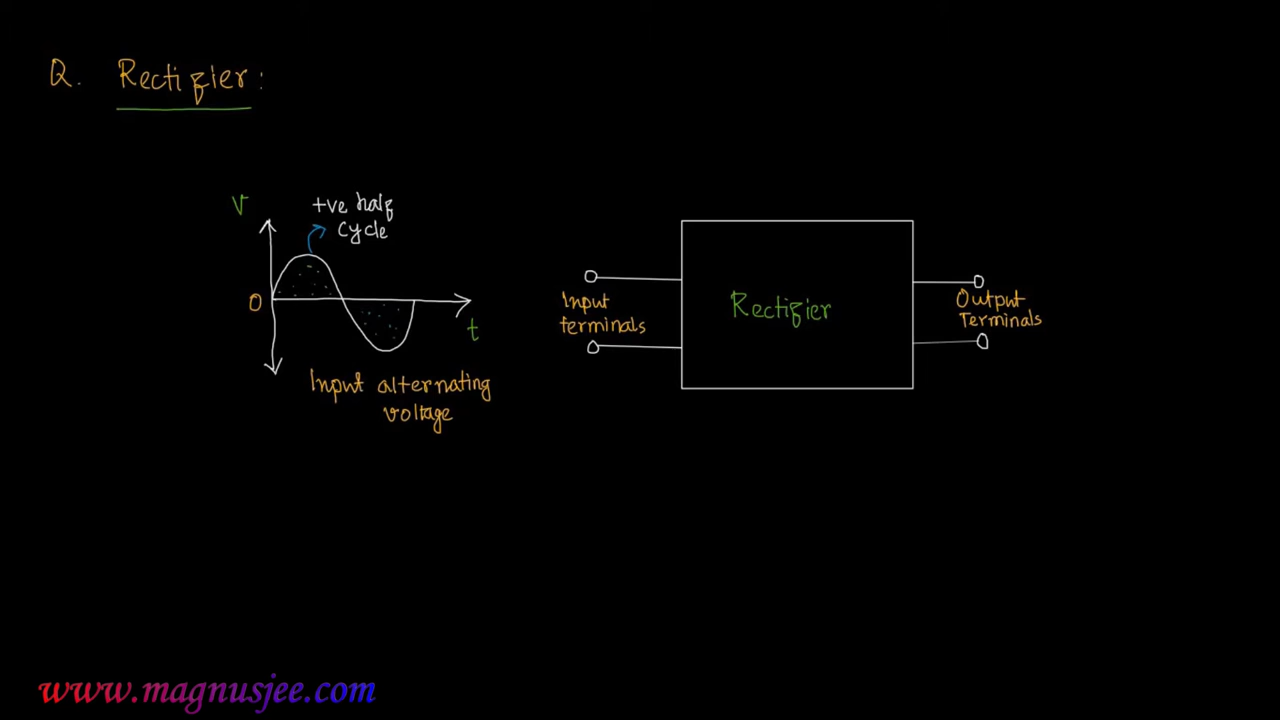 Q. Rectifier:
V
+ve half
cycle
0
t
Input alternating
voltage
Input
terminals
Rectifier
Output
Terminals
www.magnusjee.com